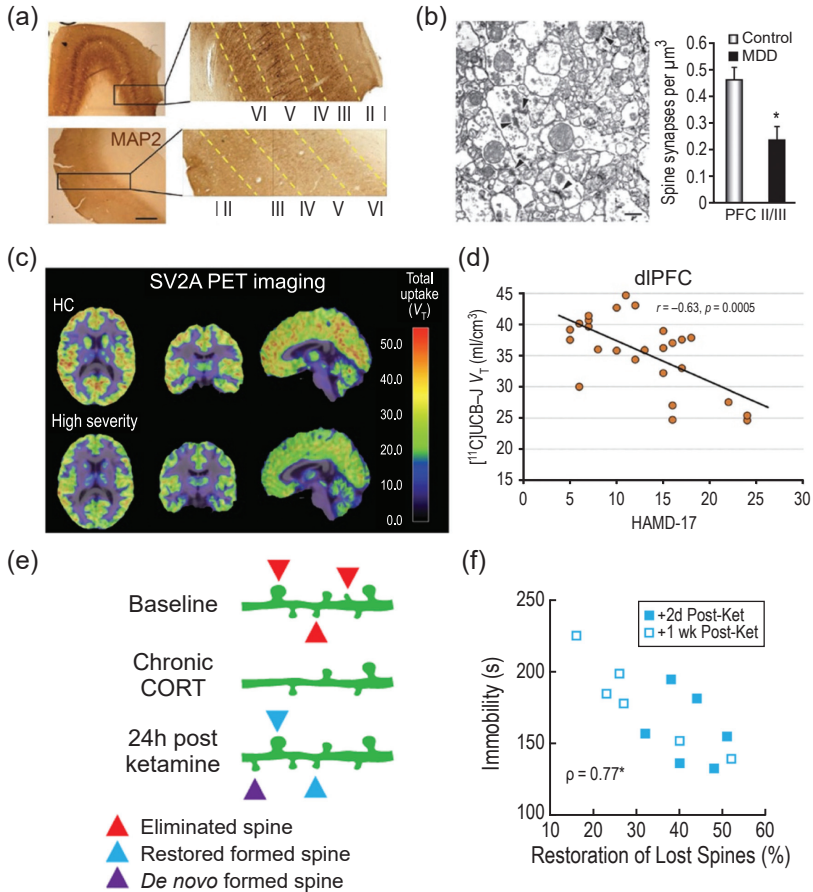 (a)
VI V IV III II I
MAP2
I II III IV V VI
(b)
Control
MDD
Spine synapses per μm³
0.6
0.5
0.4
0.3
0.2
0.1
0
*
PFC II/III
(c)
SV2A PET imaging
HC
High severity
Total
uptake
(V_T)
50.0
40.0
30.0
20.0
10.0
0.0
(d)
dlPFC
r = –0.63, p = 0.0005
[¹¹C]UCB–J V_T (ml/cm³)
45
40
35
30
25
20
15
0 5 10 15 20 25 30
HAMD-17
(e)
Baseline
Chronic
CORT
24h post
ketamine
Eliminated spine
Restored formed spine
De novo formed spine
(f)
Immobility (s)
250
200
150
100
+2d Post-Ket
+1 wk Post-Ket
ρ = 0.77*
10 20 30 40 50 60
Restoration of Lost Spines (%)